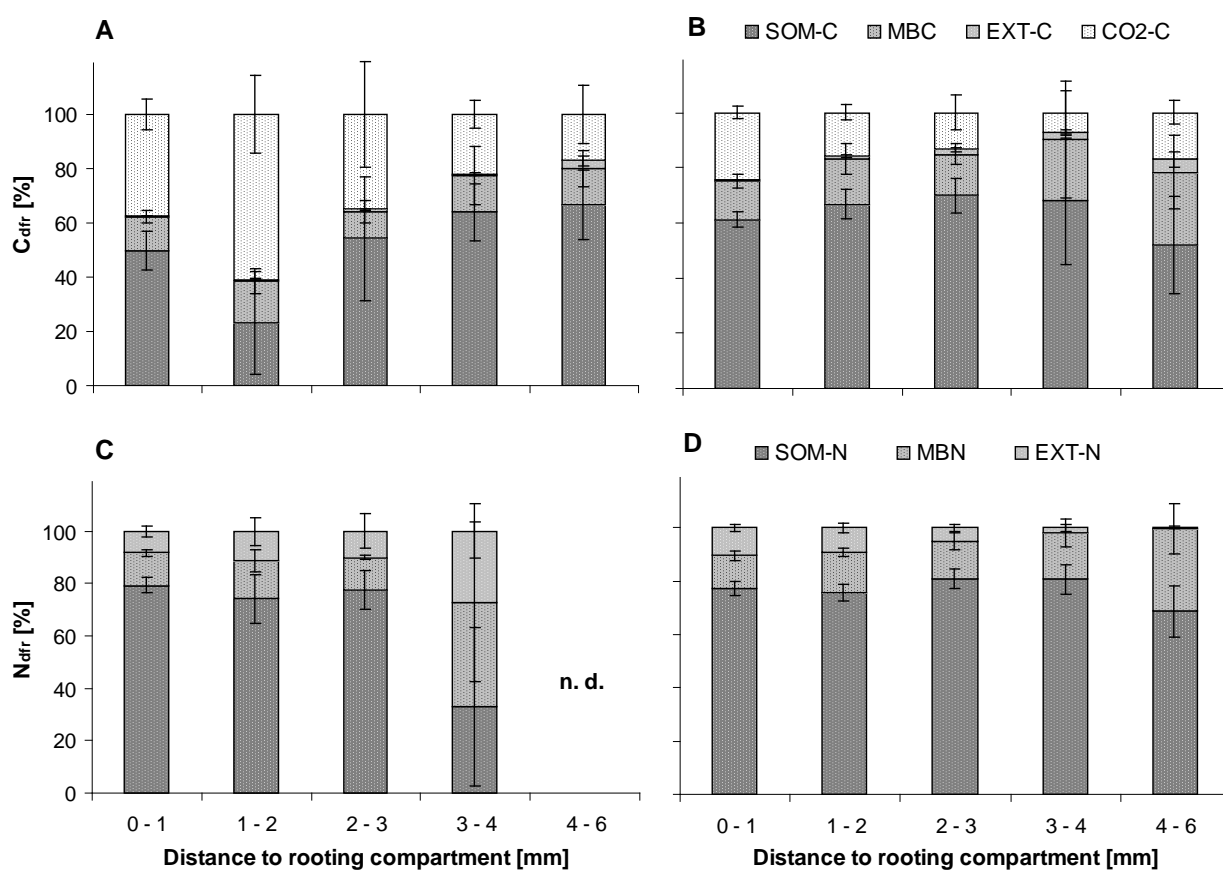 A
B
SOM-C MBC EXT-C CO2-C
Cdfr [%]
100
80
60
40
20
0
C
D
SOM-N MBN EXT-N
Ndfr [%]
100
80
60
40
20
0
n. d.
0 - 1 1 - 2 2 - 3 3 - 4 4 - 6
Distance to rooting compartment [mm]
0 - 1 1 - 2 2 - 3 3 - 4 4 - 6
Distance to rooting compartment [mm]